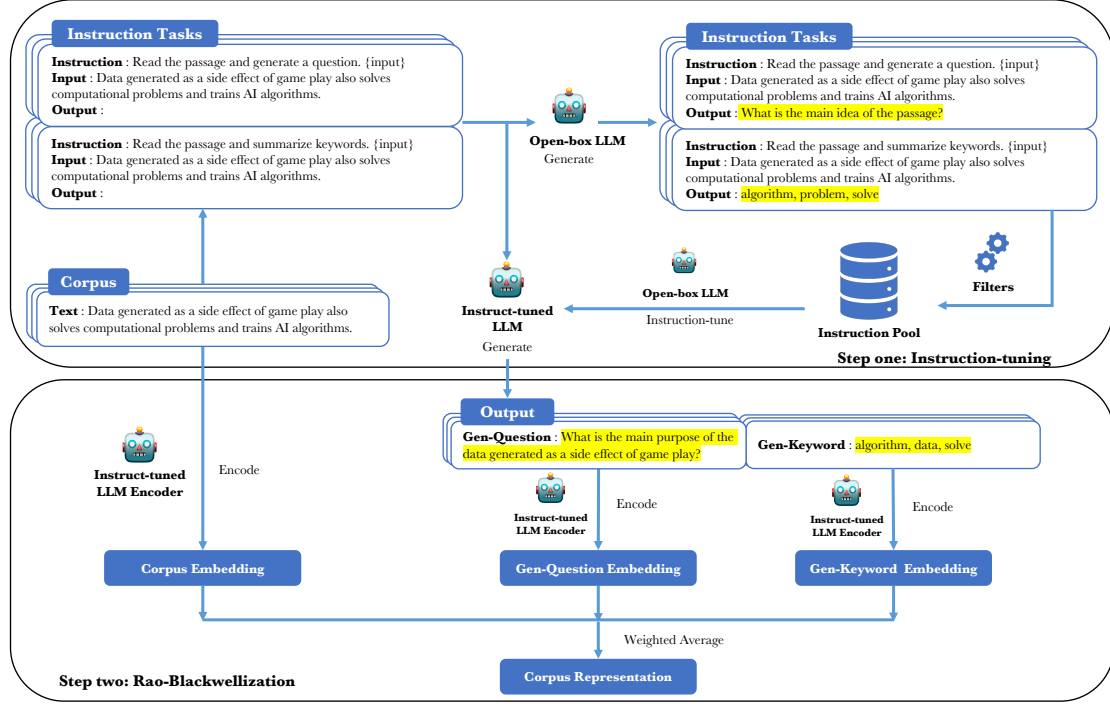 Instruction Tasks
Instruction : Read the passage and generate a question. {input}
Input : Data generated as a side effect of game play also solves
computational problems and trains AI algorithms.
Output :
Instruction : Read the passage and summarize keywords. {input}
Input : Data generated as a side effect of game play also solves
computational problems and trains AI algorithms.
Output :
Open-box LLM
Generate
Instruction Tasks
Instruction : Read the passage and generate a question. {input}
Input : Data generated as a side effect of game play also solves
computational problems and trains AI algorithms.
Output : What is the main idea of the passage?
Instruction : Read the passage and summarize keywords. {input}
Input : Data generated as a side effect of game play also solves
computational problems and trains AI algorithms.
Output : algorithm, problem, solve
Corpus
Text : Data generated as a side effect of game play also
solves computational problems and trains AI algorithms.
Instruct-tuned
LLM
Generate
Open-box LLM
Instruction-tune
Instruction Pool
Filters
Step one: Instruction-tuning
Output
Gen-Question : What is the main purpose of the
data generated as a side effect of game play?
Gen-Keyword : algorithm, data, solve
Instruct-tuned
LLM Encoder
Encode
Instruct-tuned
LLM Encoder
Encode
Instruct-tuned
LLM Encoder
Encode
Corpus Embedding
Gen-Question Embedding
Gen-Keyword Embedding
Weighted Average
Corpus Representation
Step two: Rao-Blackwellization